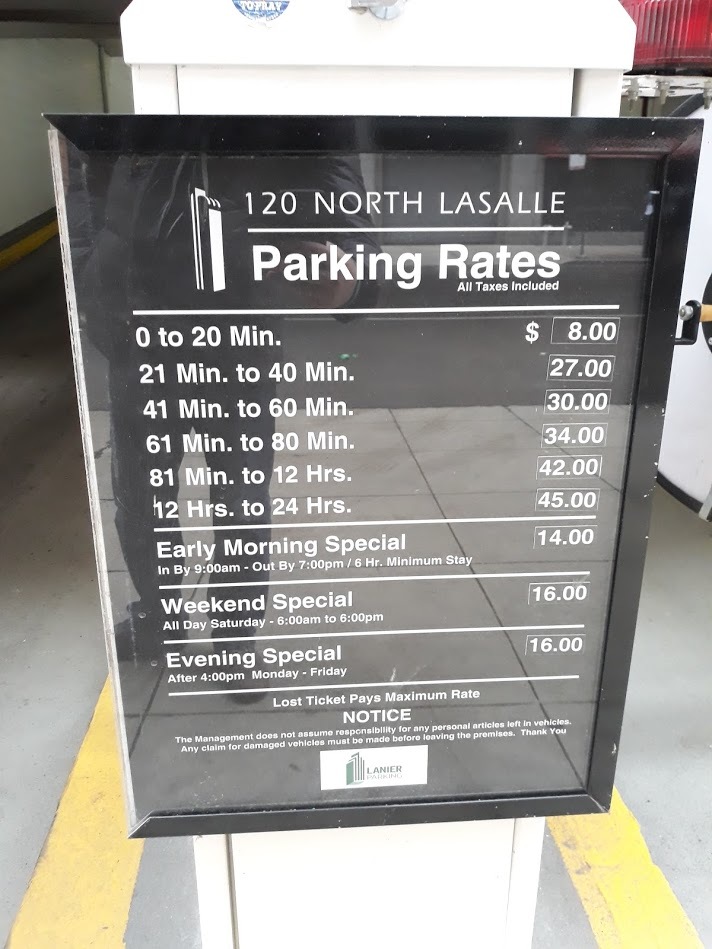 TO PRAY
120 NORTH LASALLE
Parking Rates
All Taxes Included
0 to 20 Min. $ 8.00
21 Min. to 40 Min. 27.00
41 Min. to 60 Min. 30.00
61 Min. to 80 Min. 34.00
81 Min. to 12 Hrs. 42.00
12 Hrs. to 24 Hrs. 45.00
Early Morning Special 14.00
In By 9:00am - Out By 7:00pm / 6 Hr. Minimum Stay
Weekend Special 16.00
All Day Saturday - 6:00am to 6:00pm
Evening Special 16.00
After 4:00pm Monday - Friday
Lost Ticket Pays Maximum Rate
NOTICE
The Management does not assume responsibility for any personal articles left in vehicles.
Any claim for damaged vehicles must be made before leaving the premises. Thank You
LANIER
PARKING